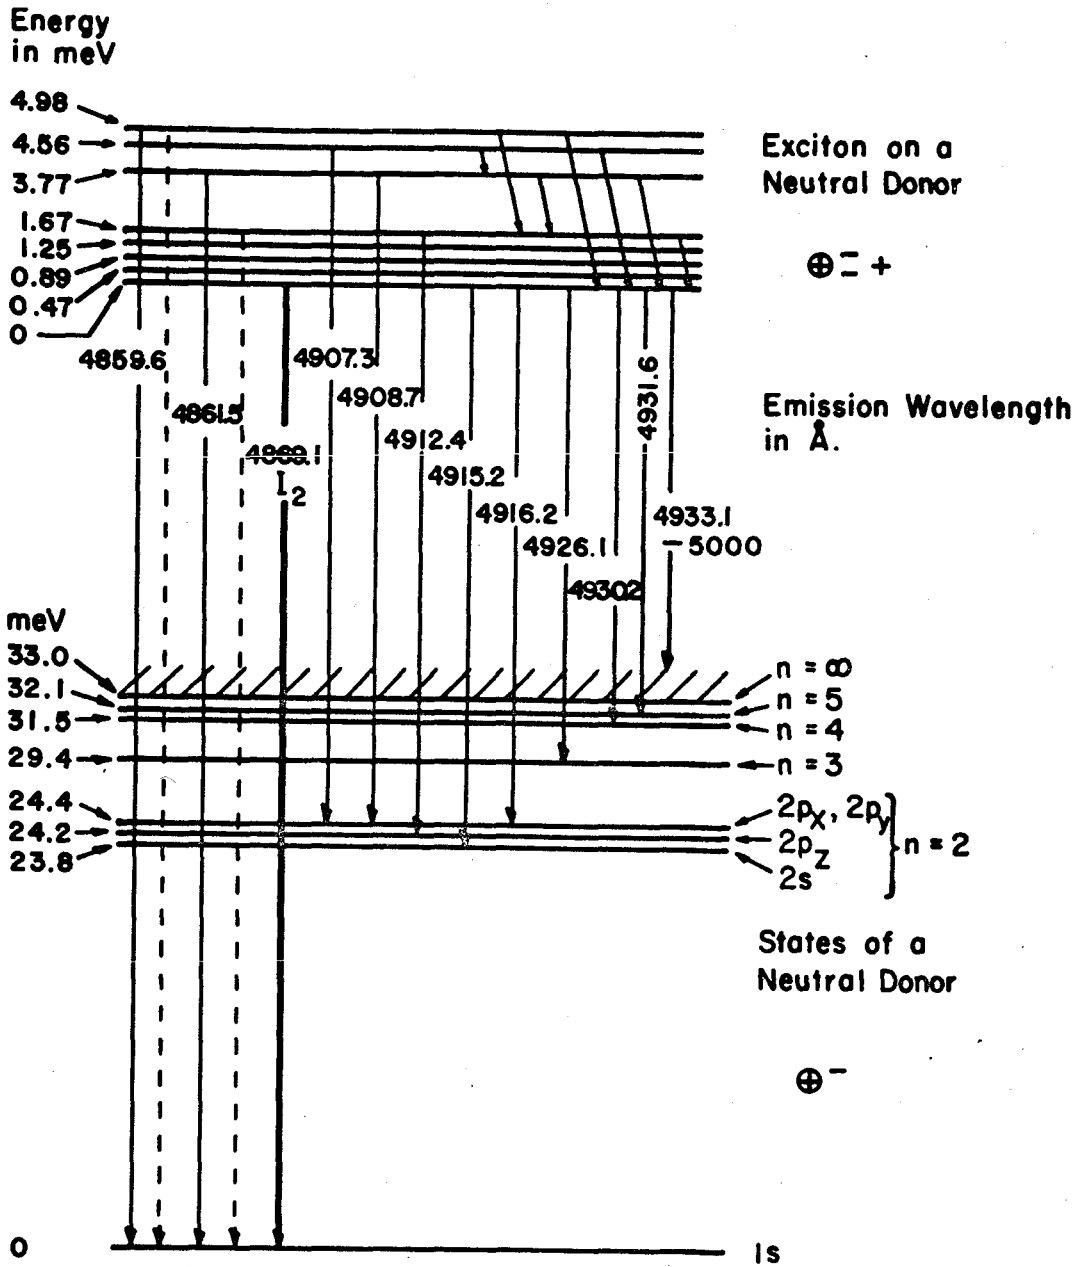 Energy
in meV
4.98
4.56
3.77
1.67
1.25
0.89
0.47
0
Exciton on a
Neutral Donor
⊕ = +
4859.6
4861.5
4869.1
I2
4907.3
4908.7
4912.4
4915.2
4916.2
4926.1
4930.2
4931.6
4933.1
– 5000
Emission Wavelength
in Å.
meV
33.0
32.1
31.5
29.4
24.4
24.2
23.8
n = ∞
n = 5
n = 4
n = 3
2px, 2py
2pz
2s
n = 2
States of a
Neutral Donor
⊕ –
0
1s